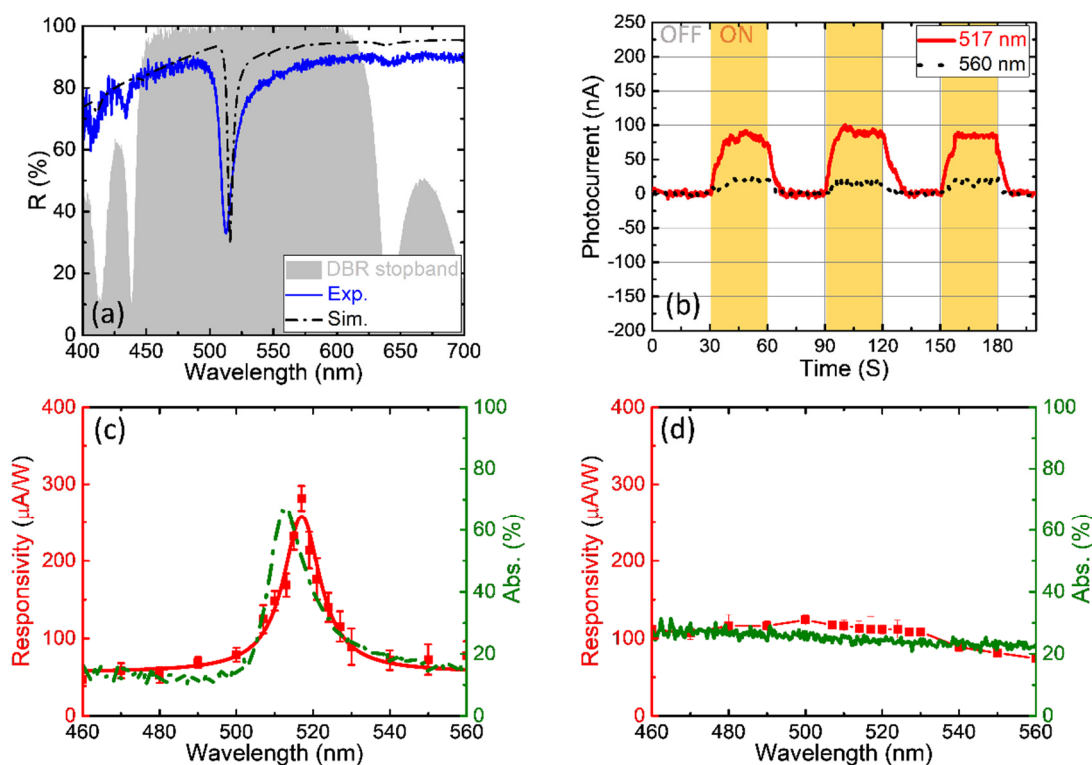 100
80
60
40
20
0
R (%)
DBR stopband
Exp.
Sim.
(a)
400 450 500 550 600 650 700
Wavelength (nm)
250
200
150
100
50
0
-50
-100
-150
-200
Photocurrent (nA)
OFF ON
517 nm
560 nm
(b)
0 30 60 90 120 150 180
Time (S)
(c)
400
300
200
100
0
Responsivity (µA/W)
100
80
60
40
20
0
Abs. (%)
460 480 500 520 540 560
Wavelength (nm)
(d)
400
300
200
100
0
Responsivity (µA/W)
100
80
60
40
20
0
Abs. (%)
460 480 500 520 540 560
Wavelength (nm)